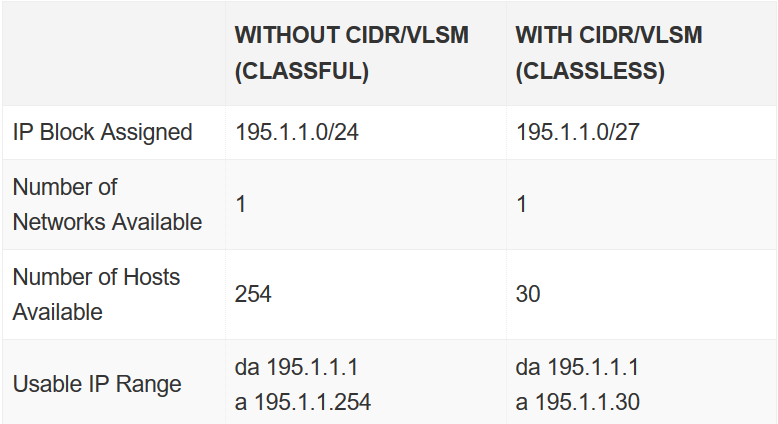 WITHOUT CIDR/VLSM
(CLASSFUL)
WITH CIDR/VLSM
(CLASSLESS)
IP Block Assigned
195.1.1.0/24
195.1.1.0/27
Number of
Networks Available
1
1
Number of Hosts
Available
254
30
Usable IP Range
da 195.1.1.1
a 195.1.1.254
da 195.1.1.1
a 195.1.1.30